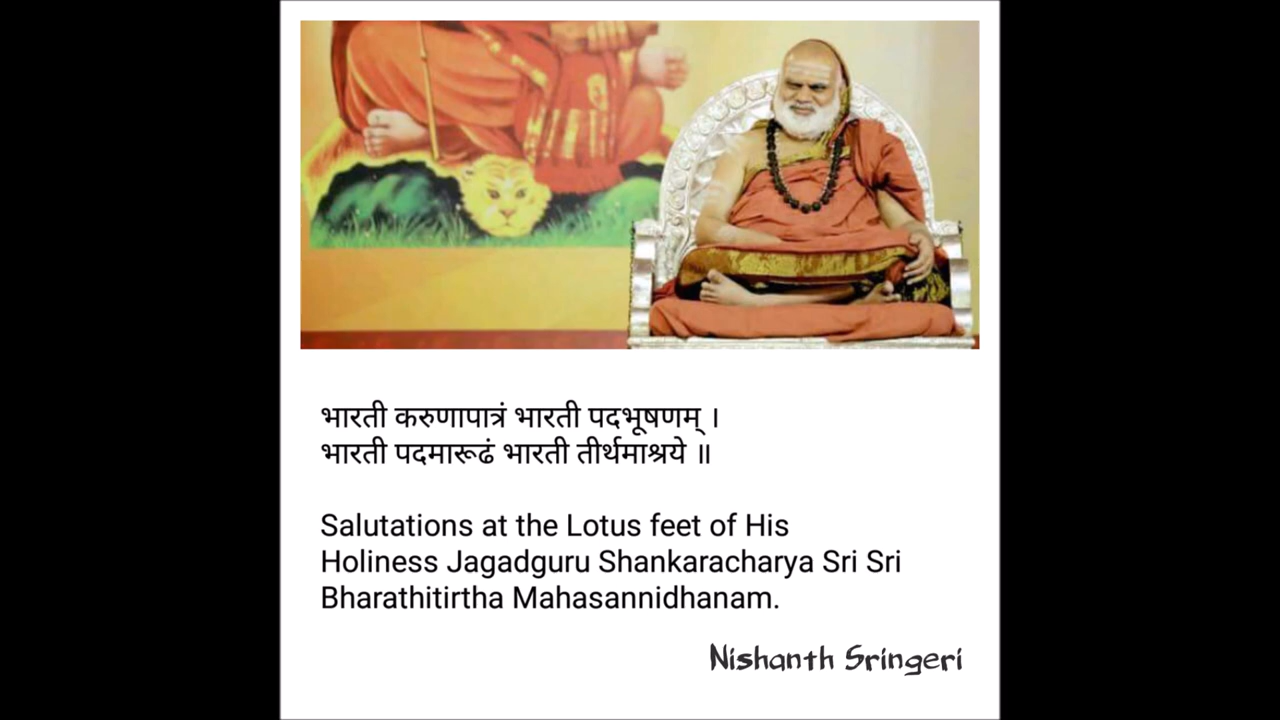 भारती करुणापात्रं भारती पदभूषणम् ।
भारती पदमारूढं भारती तीर्थमाश्रये ॥
Salutations at the Lotus feet of His
Holiness Jagadguru Shankaracharya Sri Sri
Bharathitirtha Mahasannidhanam.
Nishanth Sringeri